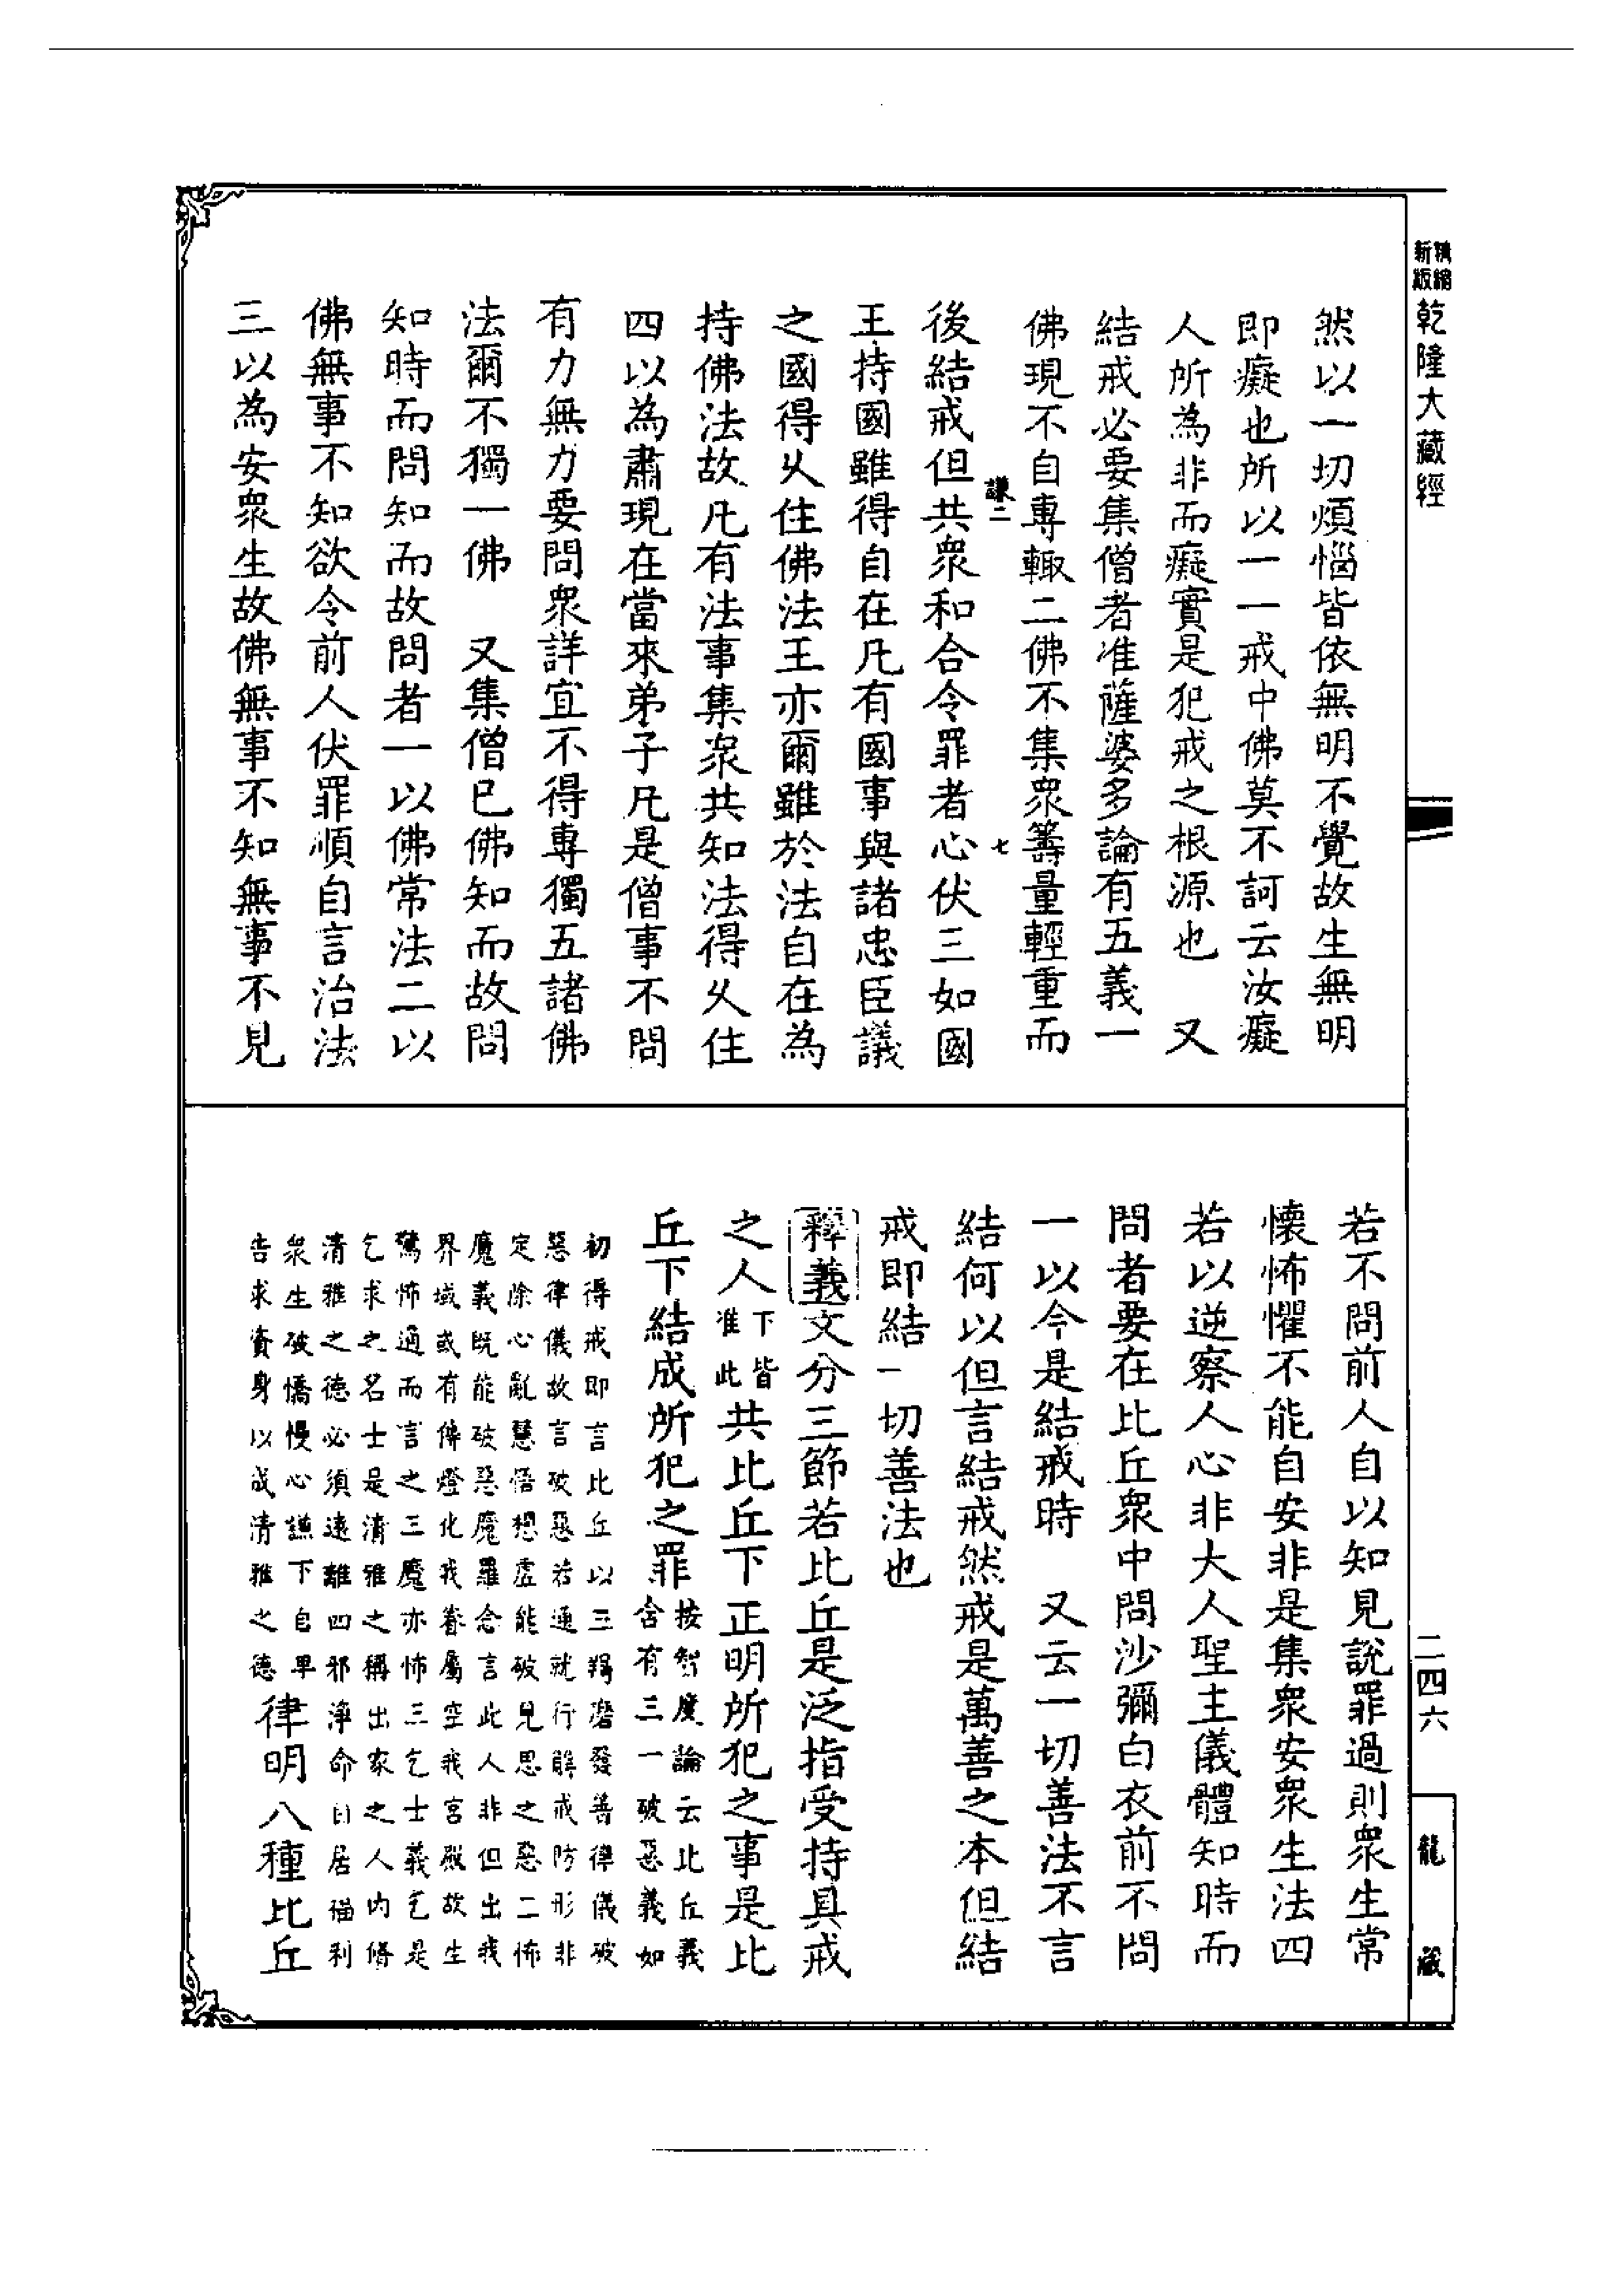 精縮新版乾隆大藏經
然以一切煩惱皆依無明不覺故生無明
即癡也所以一一戒中佛莫不訶云汝癡
人所為非而癡實是犯戒之根源也　又
結戒必要集僧者准薩婆多論有五義一
佛現不自專輙二佛不集衆籌量輕重而
謙二　七
後結戒但共衆和合令罪者心伏三如國
王持國雖得自在凡有國事與諸忠臣議
之國得久住佛法王亦爾雖於法自在為
持佛法故凡有法事集衆共知法得久住
四以為肅現在當來弟子凡是僧事不問
有力無力要問衆詳宜不得專獨五諸佛
法爾不獨一佛　又集僧已佛知而故問
知時而問知而故問者一以佛常法二以
佛無事不知欲令前人伏罪順自言治法
三以為安衆生故佛無事不知無事不見
若不問前人自以知見說罪過則衆生常
懷怖懼不能自安非是集衆安衆生法四
若以逆察人心非大人聖主儀體知時而
問者要在比丘衆中問沙彌白衣前不問
一以今是結戒時　又云一切善法不言
結何以但言結戒然戒是萬善之本但結
戒即結一切善法也
釋義文分三節若比丘是泛指受持具戒
之人下皆准此共比丘下正明所犯之事是比
丘下結成所犯之罪按智度論云比丘義含有三一破惡義如
初得戒即言比丘以三羯磨發善律儀破
惡律儀故言破惡若通就行解戒防形非
定除心亂慧悟想虛能破見思之惡二怖
魔義既能破惡魔羅念言此人非但出我
界域或有傳燈化我眷屬空我宮殿故生
驚怖通而言之三魔亦怖三乞士義乞是
乞求之名士是清雅之稱出家之人內脩
清雅之德必須遠離四邪淨命自居福利
衆生破憍慢心謙下自卑
告求資身以成清雅之德律明八種比丘
二四六
龍藏